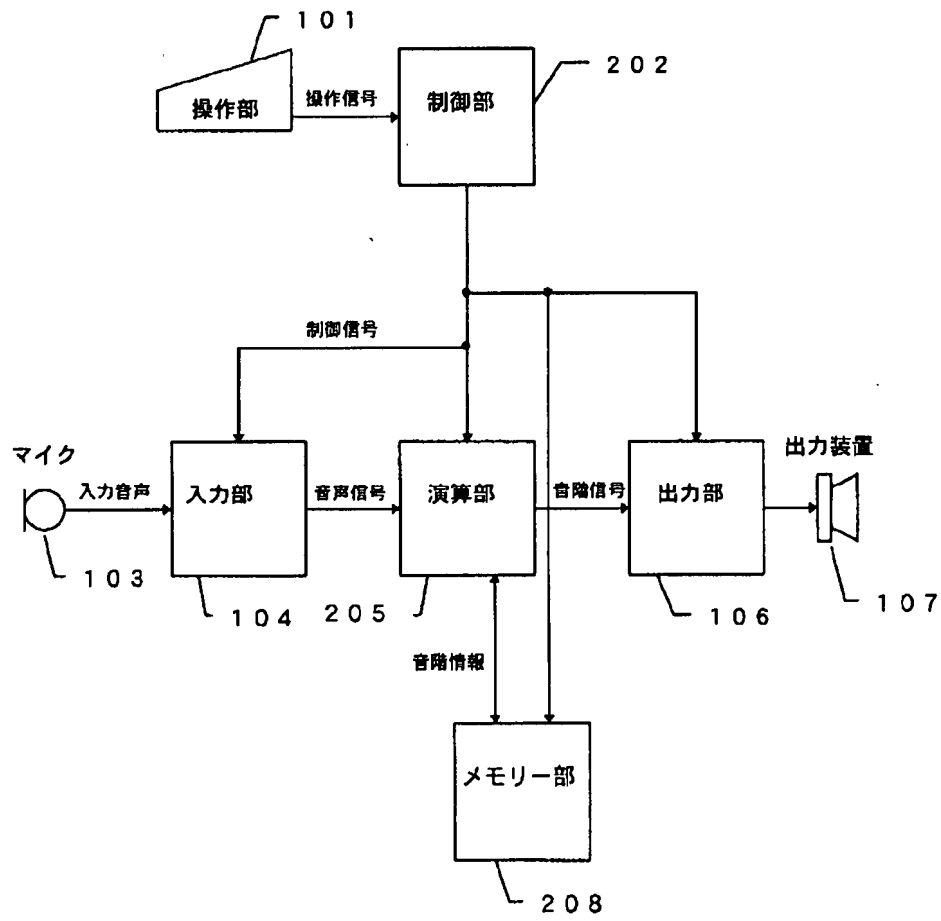 101
操作部
操作信号
制御部
202
制御信号
マイク
入力音声
103
入力部
104
音声信号
演算部
205
音階信号
出力部
106
出力装置
107
音階情報
メモリー部
208